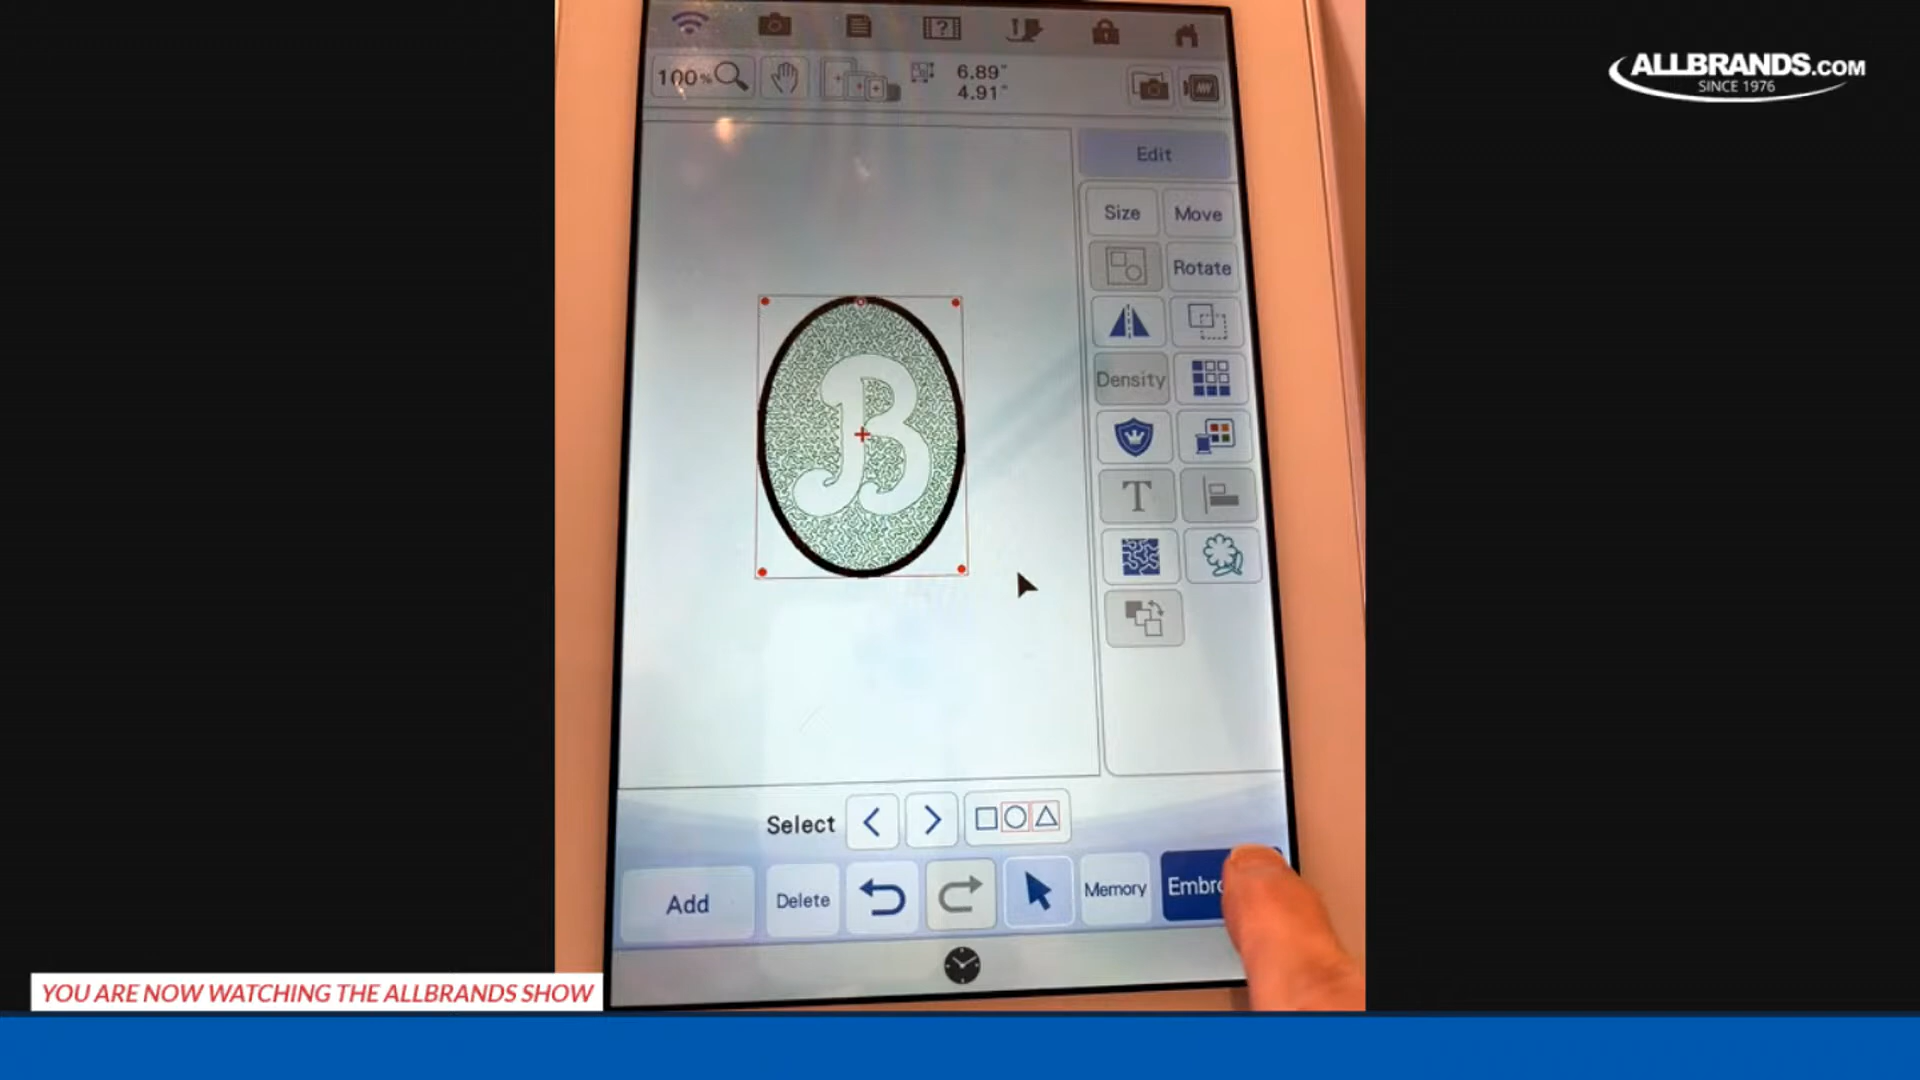 ALLBRANDS.COM
SINCE 1976
100%
6.89"
4.91"
?
Edit
Size
Move
Rotate
Density
T
B
Select
Add
Delete
Memory
Embro
YOU ARE NOW WATCHING THE ALLBRANDS SHOW